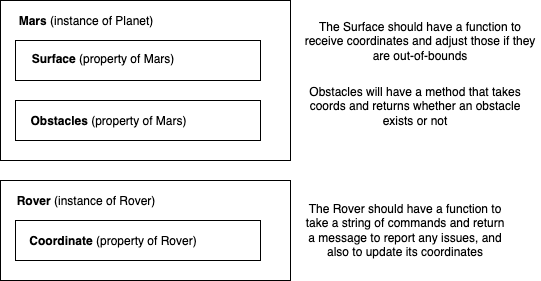 Mars (instance of Planet)
Surface (property of Mars)
Obstacles (property of Mars)
The Surface should have a function to
receive coordinates and adjust those if they
are out-of-bounds
Obstacles will have a method that takes
coords and returns whether an obstacle
exists or not
Rover (instance of Rover)
Coordinate (property of Rover)
The Rover should have a function to
take a string of commands and return
a message to report any issues, and
also to update its coordinates